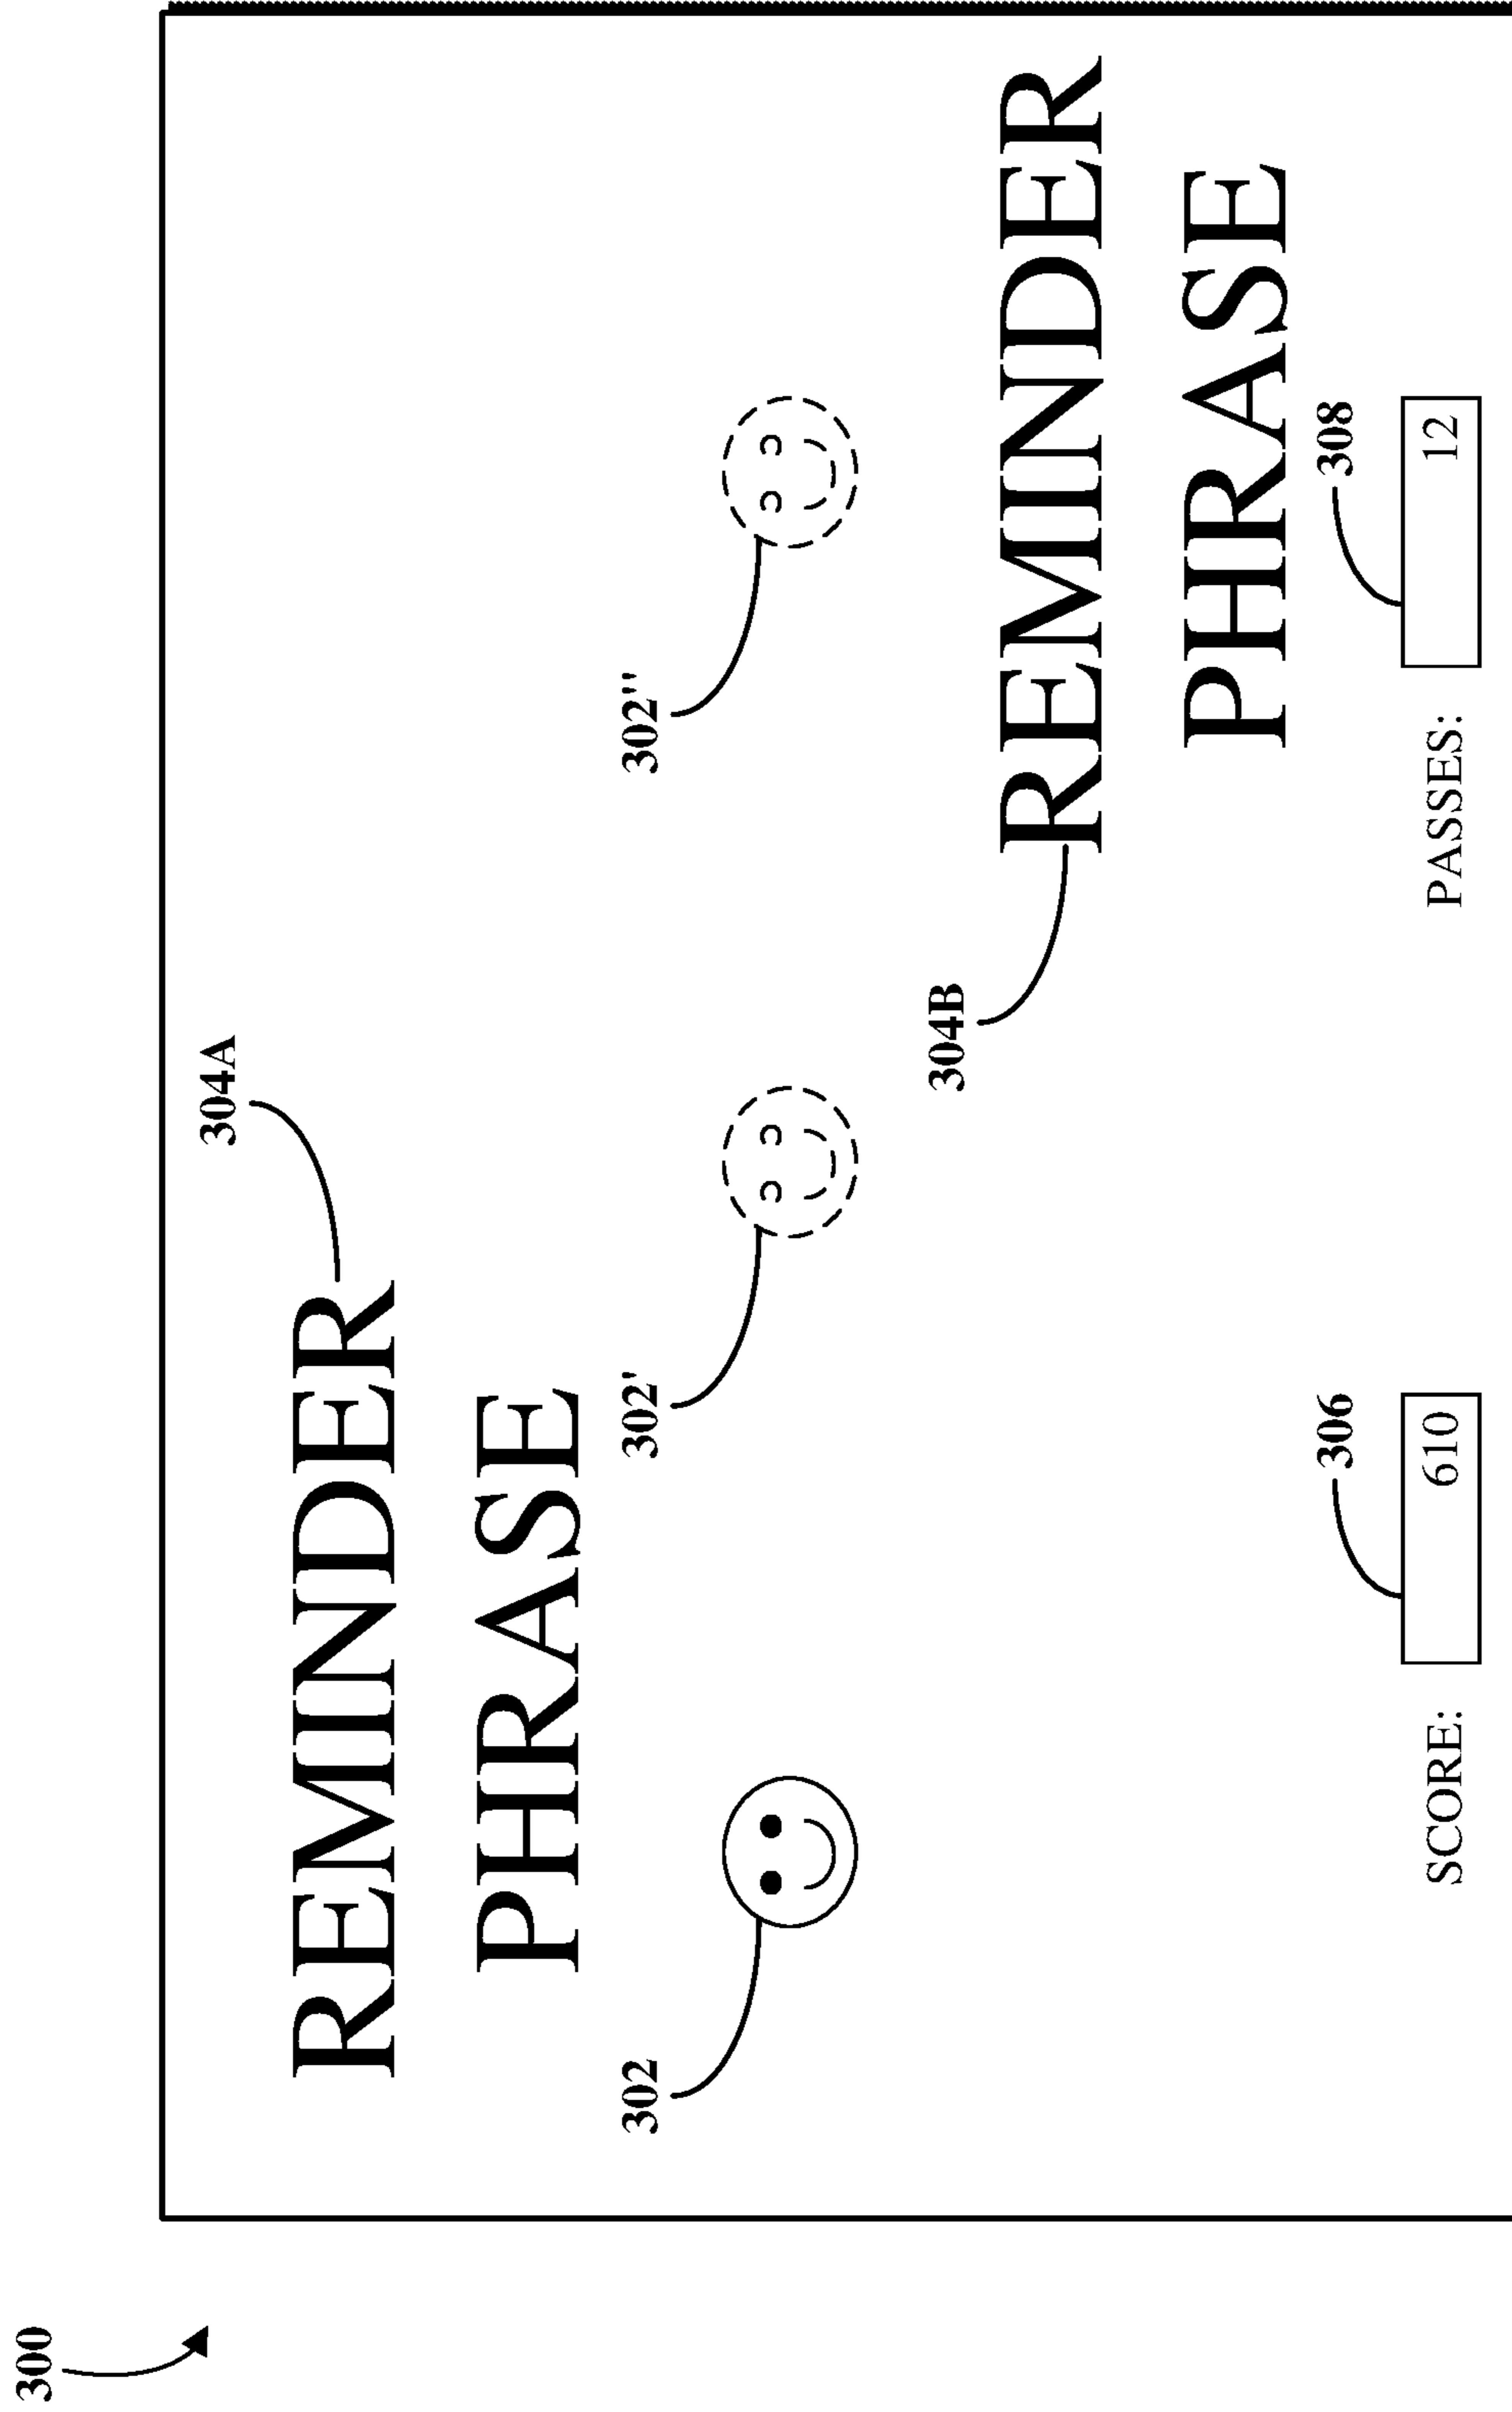 300
304A
REMINDER
PHRASE
302
302'
302"
304B
REMINDER
PHRASE
306
308
SCORE: 610
PASSES: 12